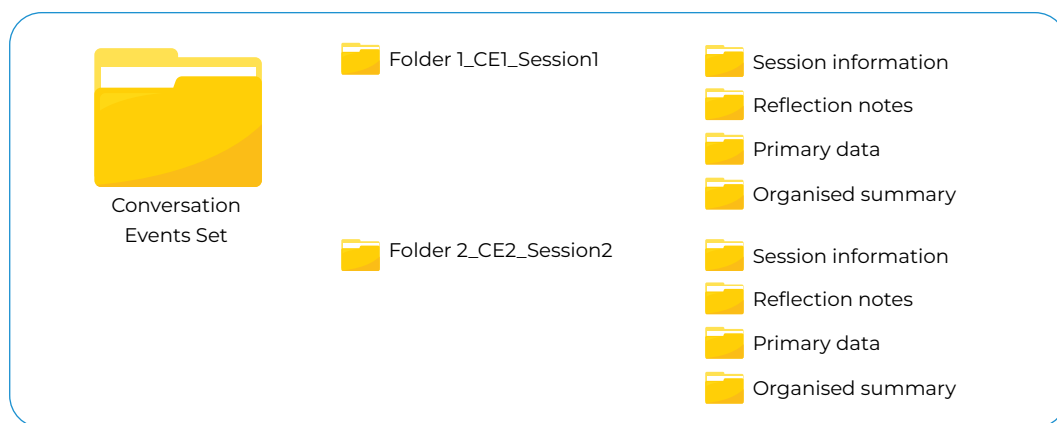 Conversation
Events Set
Folder 1_CE1_Session1
Session information
Reflection notes
Primary data
Organised summary
Folder 2_CE2_Session2
Session information
Reflection notes
Primary data
Organised summary